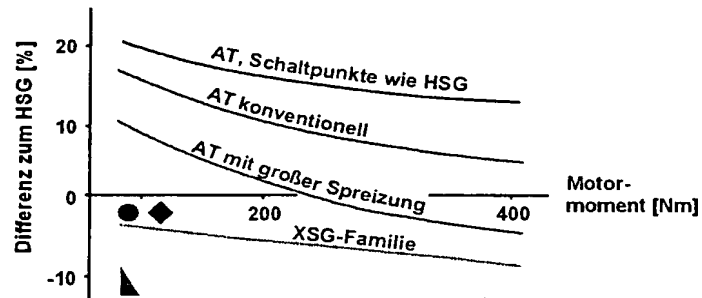 Differenz zum HSG [%]
20
10
0
-10
AT, Schaltpunkte wie HSG
AT konventionell
AT mit großer Spreizung
XSG-Familie
200
400
Motor-
moment [Nm]